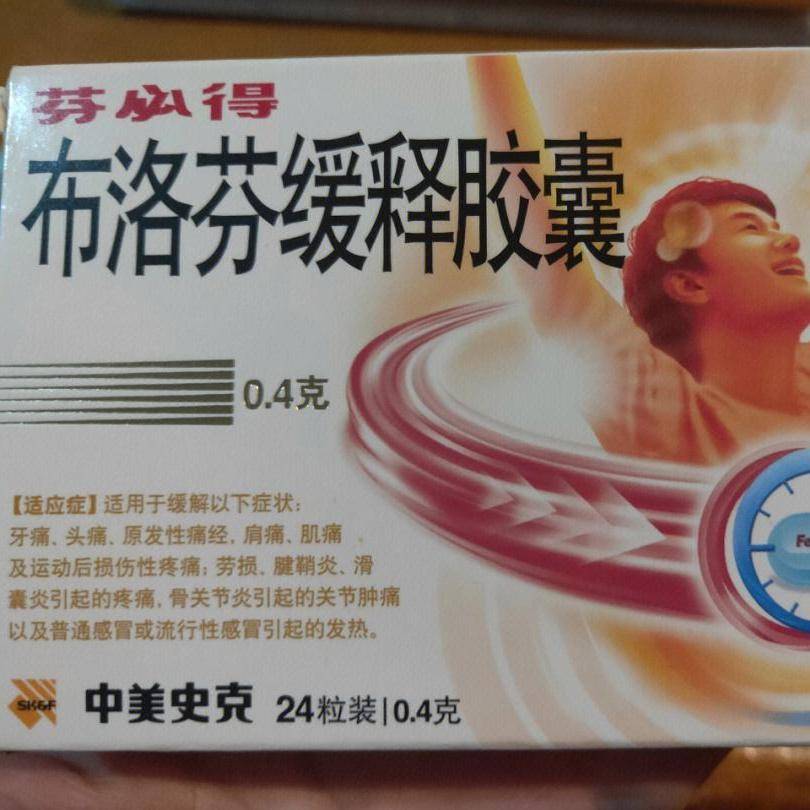 芬必得
布洛芬缓释胶囊
0.4克
【适应症】适用于缓解以下症状:
牙痛、头痛、原发性痛经,肩痛、肌痛
及运动后损伤性疼痛;劳损、腱鞘炎、滑
囊炎引起的疼痛,骨关节炎引起的关节肿痛
以及普通感冒或流行性感冒引起的发热。
SK&F 中美史克 24粒装|0.4克